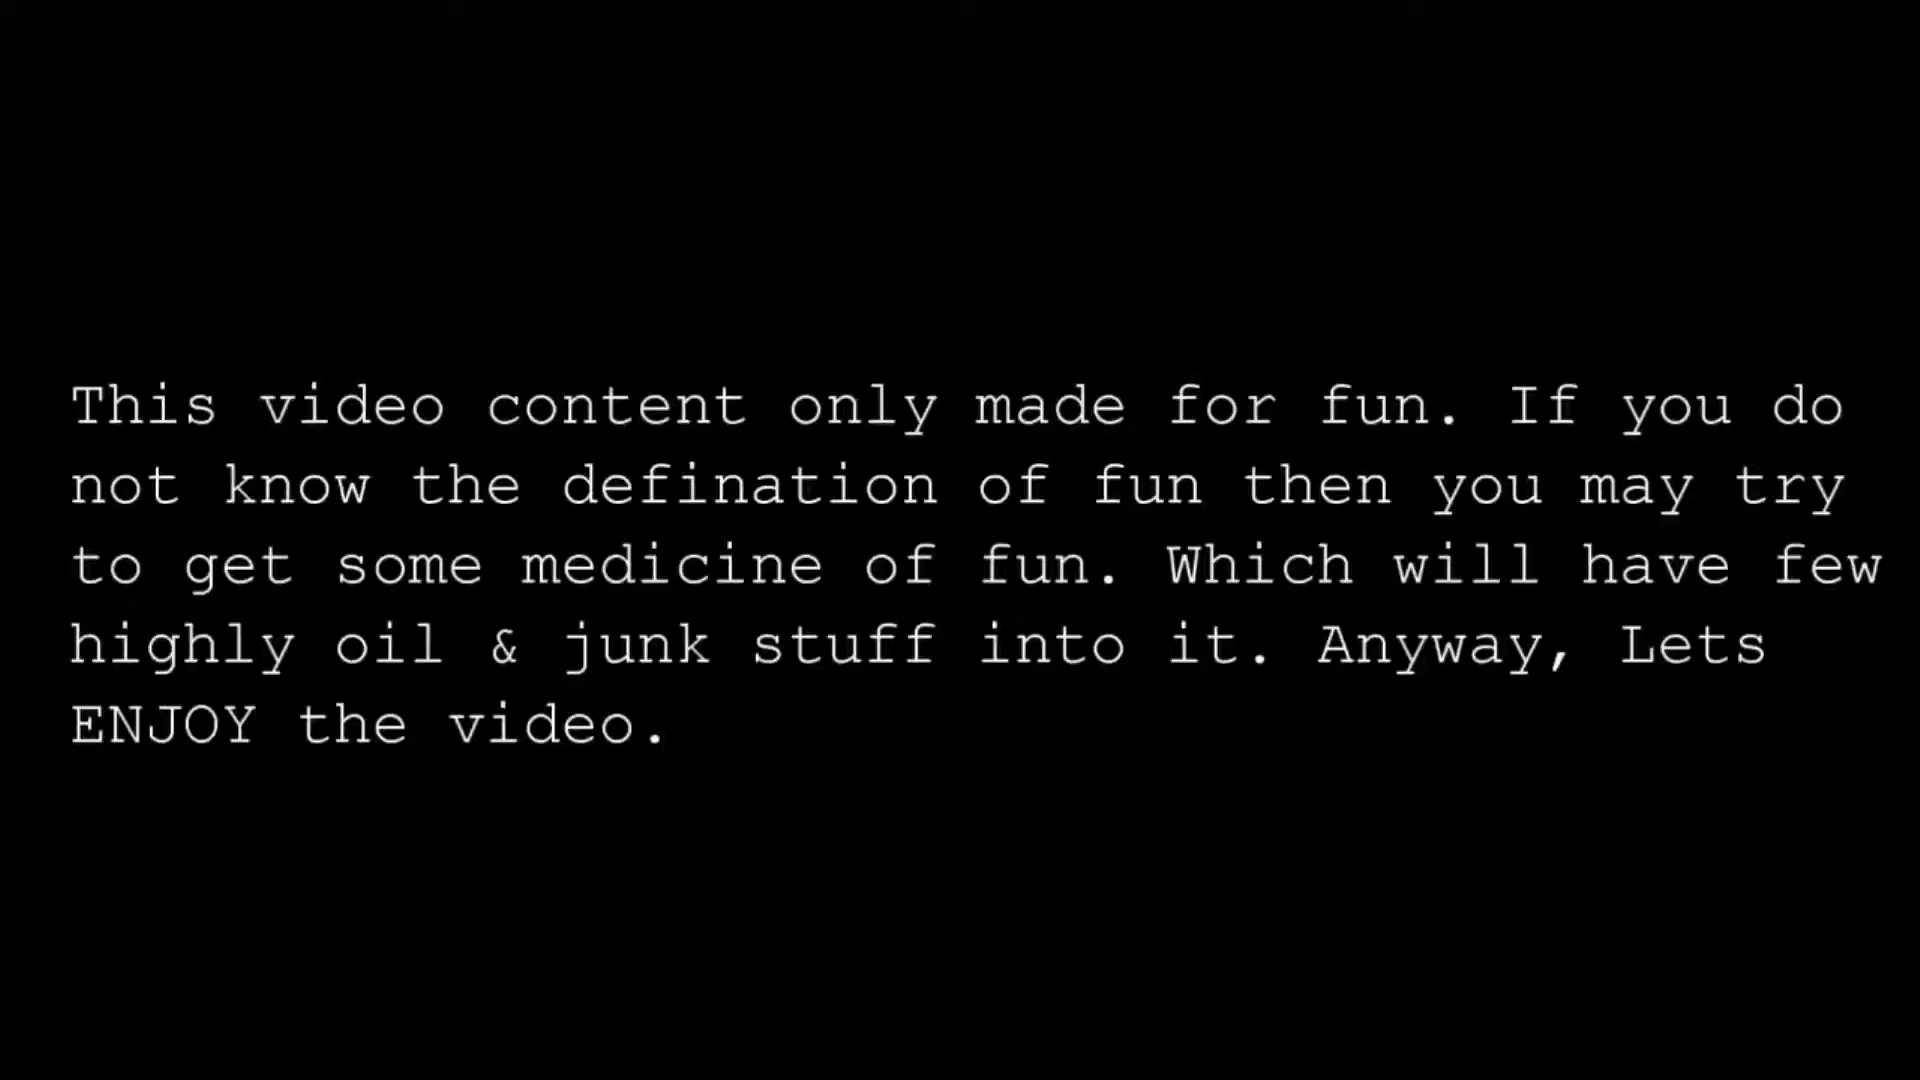 This video content only made for fun. If you do
not know the defination of fun then you may try
to get some medicine of fun. Which will have few
highly oil & junk stuff into it. Anyway, Lets
ENJOY the video.